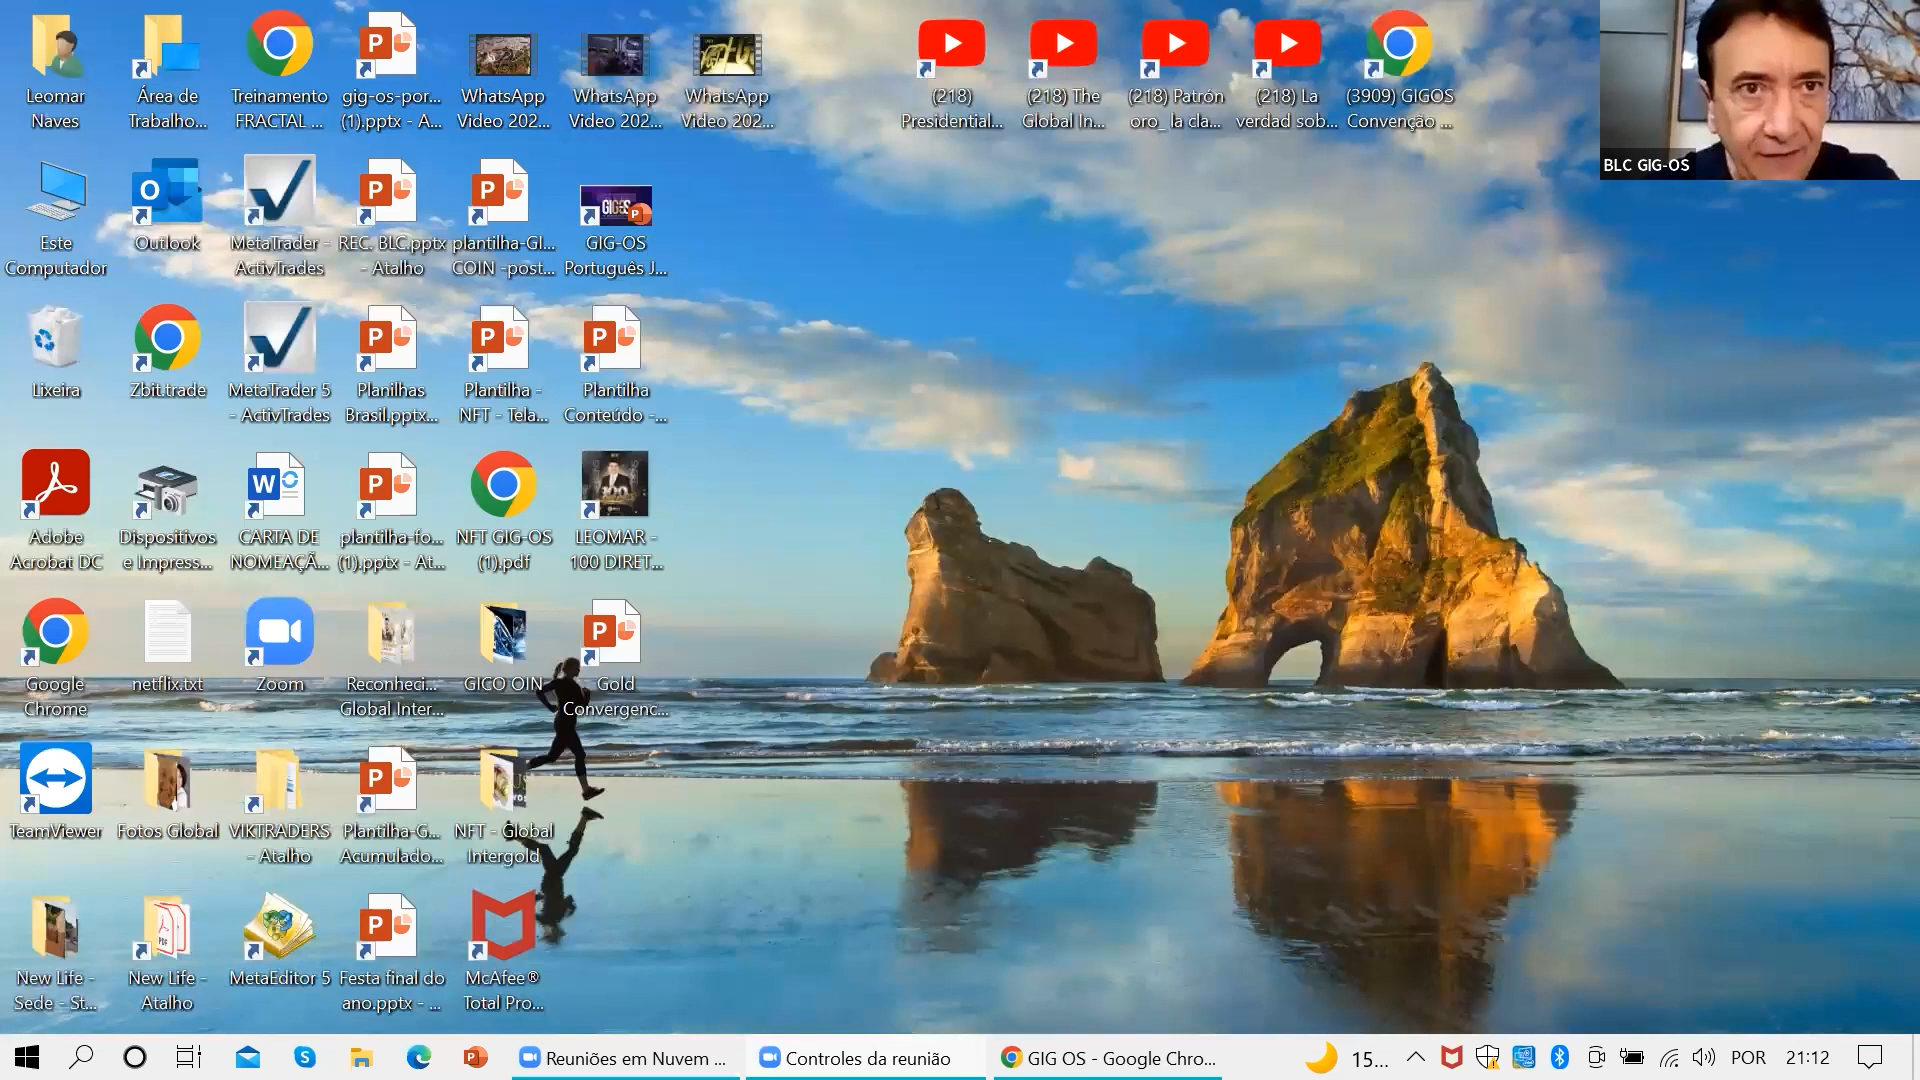 Leomar
Naves
Área de
Trabalho...
Treinamento
FRACTAL ...
gig-os-por...
(1).pptx - A...
WhatsApp
Video 202...
WhatsApp
Video 202...
WhatsApp
Video 202...
(218)
Presidential...
(218) The
Global In...
(218) Patrón
oro_ la cla...
(218) La
verdad sob...
(3909) GIGOS
Convenção ...
BLC GIG-OS
Este
Computador
Outlook
MetaTrader -
ActivTrades
REC. BLC.pptx
- Atalho
plantilha-GI...
COIN -post...
GIG-OS
Português J...
Lixeira
Zbit.trade
MetaTrader 5
- ActivTrades
Planilhas
Brasil.pptx...
Plantilha -
NFT - Tela...
Plantilha
Conteúdo -...
Adobe
Acrobat DC
Dispositivos
e Impress...
CARTA DE
NOMEAÇÃ...
plantilha-fo...
(1).pptx - At...
NFT GIG-OS
(1).pdf
LEOMAR -
100 DIRET...
Google
Chrome
netflix.txt
Zoom
Reconheci...
Global Inter...
GICO OIN
Gold
Convergenc...
TeamViewer
Fotos Global
VIKTRADERS
- Atalho
Plantilha-G...
Acumulado...
NFT - Global
Intergold
New Life -
Sede - St...
New Life -
Atalho
MetaEditor 5
Festa final do
ano.pptx - ...
McAfee®
Total Pro...
Reuniões em Nuvem ...
Controles da reunião
GIG OS - Google Chro...
15...
POR
21:12